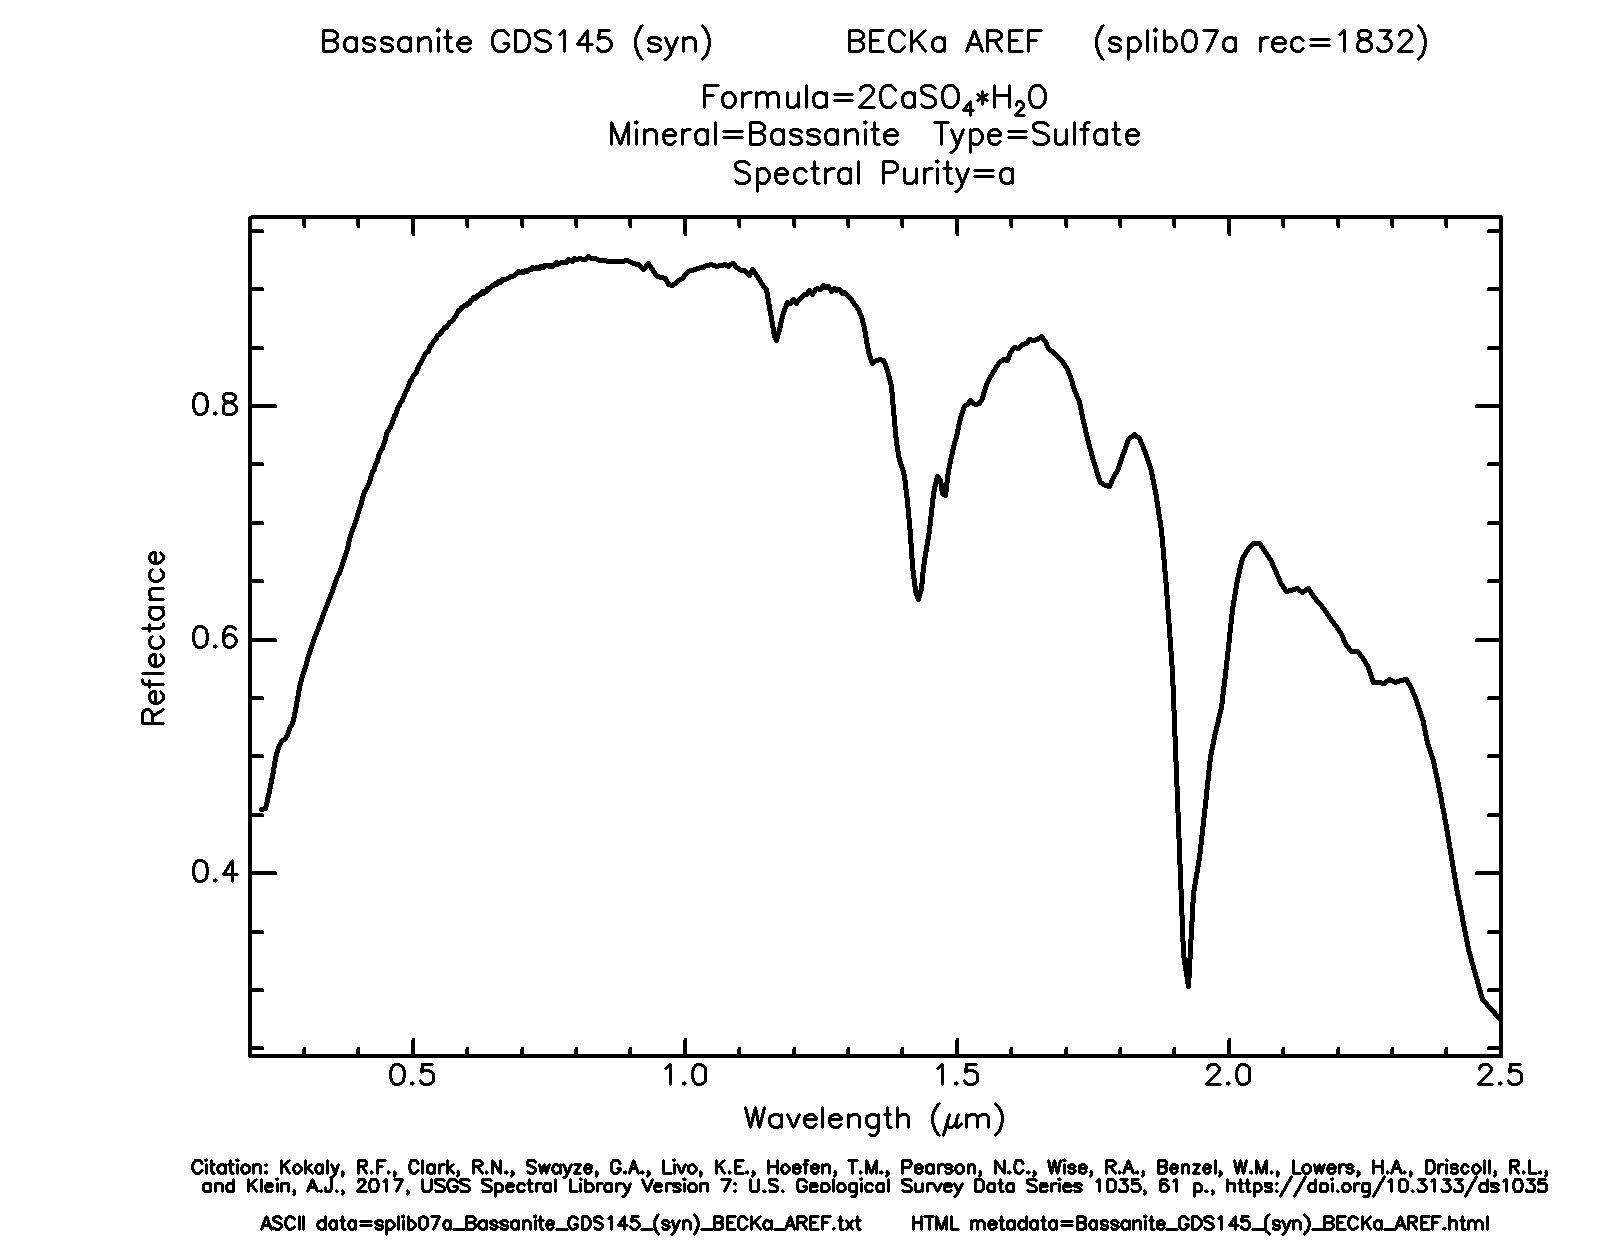 Bassanite GDS145 (syn) BECKa AREF (splib07a rec=1832)
Formula=2CaSO₄*H₂O
Mineral=Bassanite Type=Sulfate
Spectral Purity=a
0.8
0.6
0.4
Reflectance
0.5 1.0 1.5 2.0 2.5
Wavelength (μm)
Citation: Kokaly, R.F., Clark, R.N., Swayze, G.A., Livo, K.E., Hoefen, T.M., Pearson, N.C., Wise, R.A., Benzel, W.M., Lowers, H.A., Driscoll, R.L.,
and Klein, A.J., 2017, USGS Spectral Library Version 7: U.S. Geological Survey Data Series 1035, 61 p., https://doi.org/10.3133/ds1035
ASCII data=splib07a_Bassanite_GDS145_(syn)_BECKa_AREF.txt HTML metadata=Bassanite_GDS145_(syn)_BECKa_AREF.html